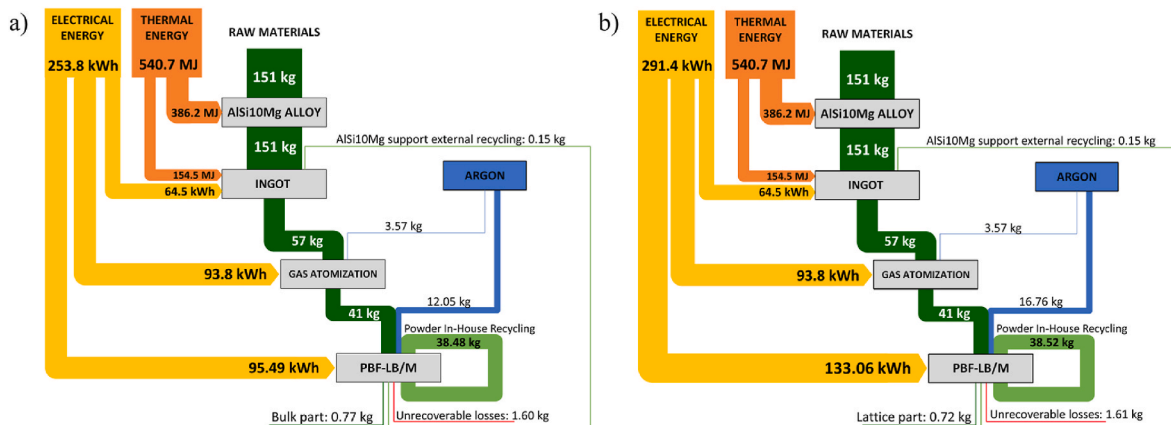 a)
ELECTRICAL
ENERGY
253.8 kWh
THERMAL
ENERGY
540.7 MJ
RAW MATERIALS
151 kg
386.2 MJ
AlSi10Mg ALLOY
151 kg
AlSi10Mg support external recycling: 0.15 kg
154.5 MJ
64.5 kWh
INGOT
ARGON
57 kg
3.57 kg
93.8 kWh
GAS ATOMIZATION
41 kg
12.05 kg
Powder In-House Recycling
38.48 kg
95.49 kWh
PBF-LB/M
Bulk part: 0.77 kg
Unrecoverable losses: 1.60 kg
b)
ELECTRICAL
ENERGY
291.4 kWh
THERMAL
ENERGY
540.7 MJ
RAW MATERIALS
151 kg
386.2 MJ
AlSi10Mg ALLOY
151 kg
AlSi10Mg support external recycling: 0.15 kg
154.5 MJ
64.5 kWh
INGOT
ARGON
57 kg
3.57 kg
93.8 kWh
GAS ATOMIZATION
41 kg
16.76 kg
Powder In-House Recycling
38.52 kg
133.06 kWh
PBF-LB/M
Lattice part: 0.72 kg
Unrecoverable losses: 1.61 kg